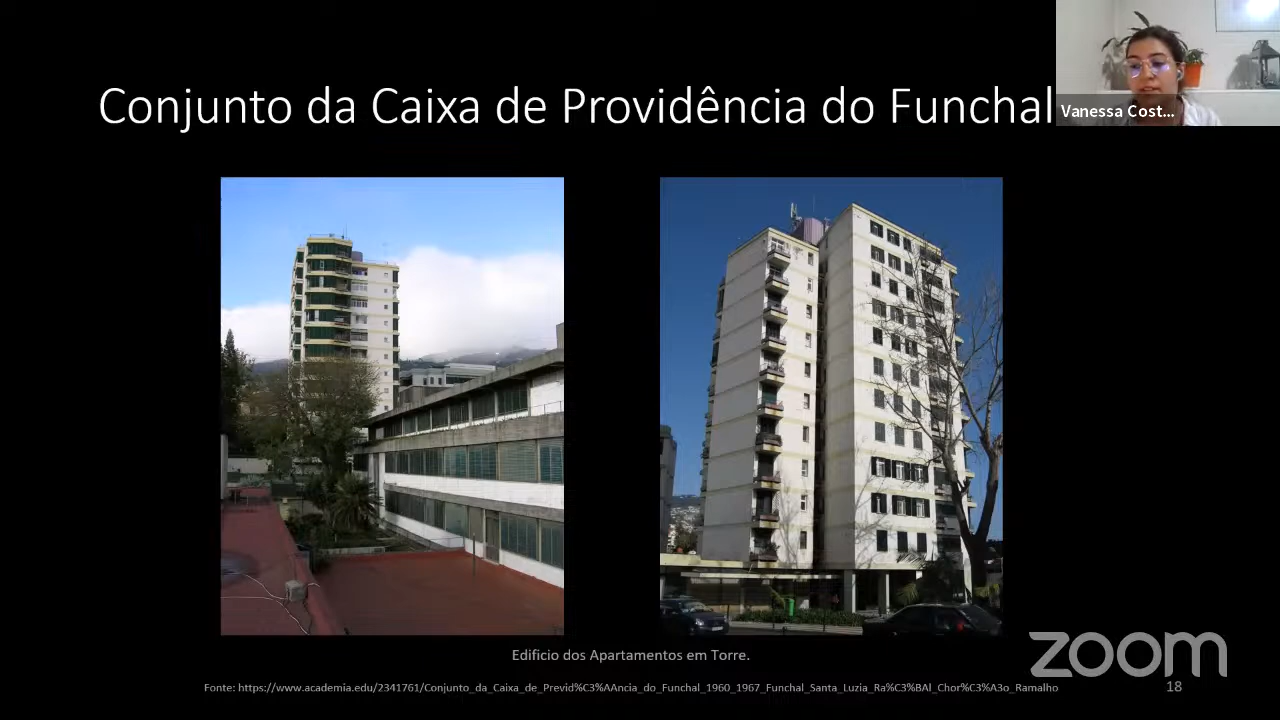 Conjunto da Caixa de Providência do Funchal
Vanessa Cost...
Edificio dos Apartamentos em Torre.
Fonte: https://www.academia.edu/2341761/Conjunto_da_Caixa_de_Previd%C3%AAncia_do_Funchal_1960_1967_Funchal_Santa_Luzia_Ra%C3%BAl_Chor%C3%A3o_Ramalho
zoom
18